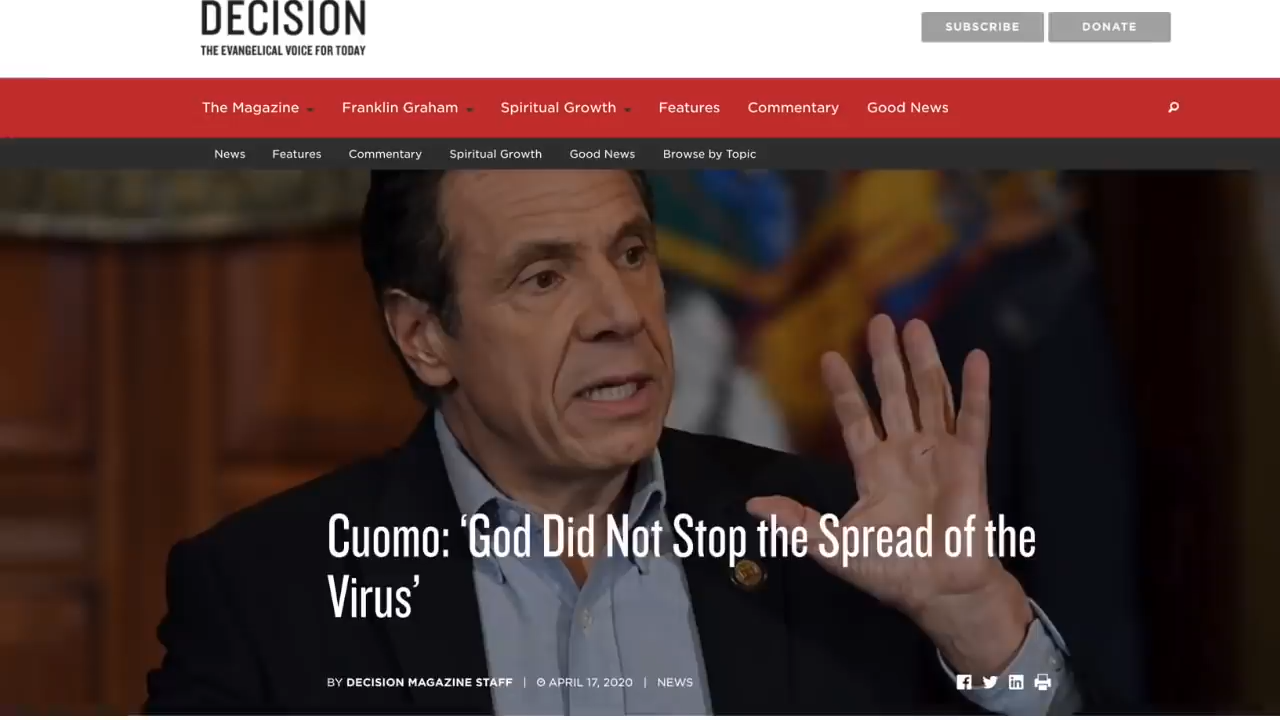 DECISION
THE EVANGELICAL VOICE FOR TODAY
SUBSCRIBE
DONATE
The Magazine Franklin Graham Spiritual Growth Features Commentary Good News
News Features Commentary Spiritual Growth Good News Browse by Topic
Cuomo: ‘God Did Not Stop the Spread of the
Virus’
BY DECISION MAGAZINE STAFF | APRIL 17, 2020 | NEWS